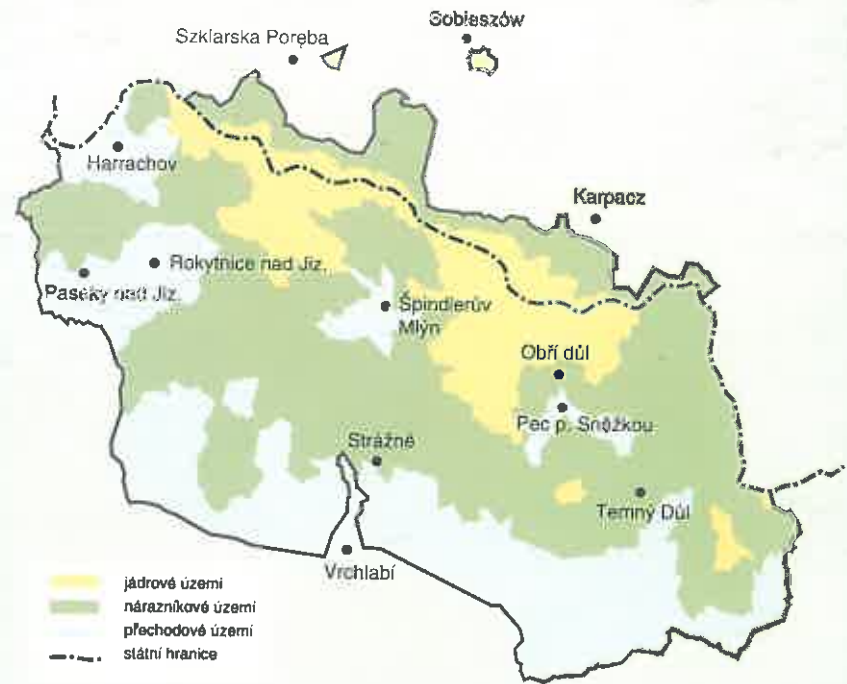 Sobieszów
Szklarska Poręba
Harrachov
Karpacz
Rokytnice nad Jiz.
Paseky nad Jiz.
Špindlerův
Mlýn
Obří důl
Pec p. Sněžkou
Strážné
Temný Důl
Vrchlabí
jádrové území
nárazníkové území
přechodové území
státní hranice